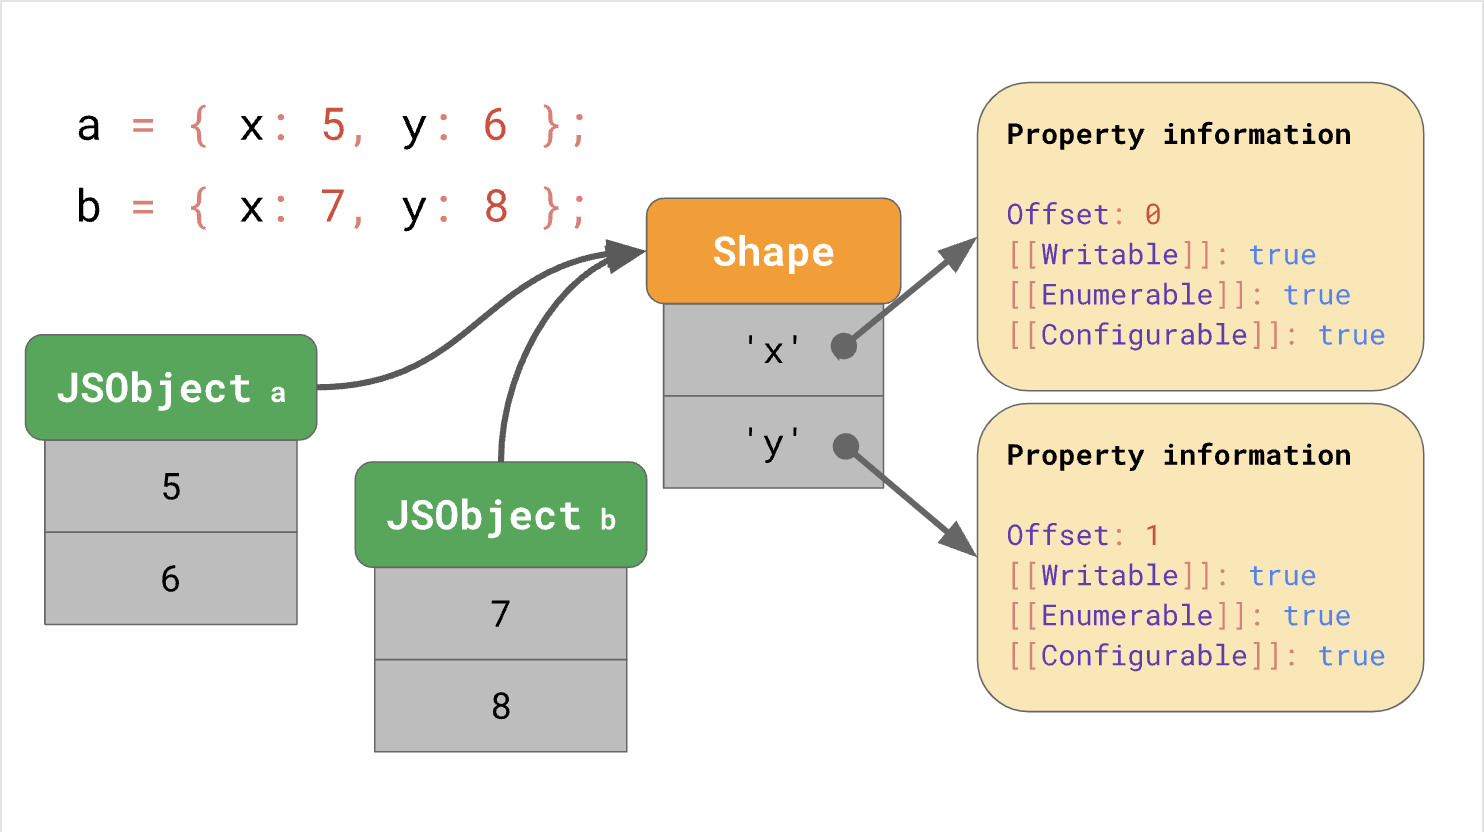 a = { x: 5, y: 6 };
b = { x: 7, y: 8 };
JSObject a
5
6
JSObject b
7
8
Shape
'x'
'y'
Property information
Offset: 0
[[Writable]]: true
[[Enumerable]]: true
[[Configurable]]: true
Property information
Offset: 1
[[Writable]]: true
[[Enumerable]]: true
[[Configurable]]: true